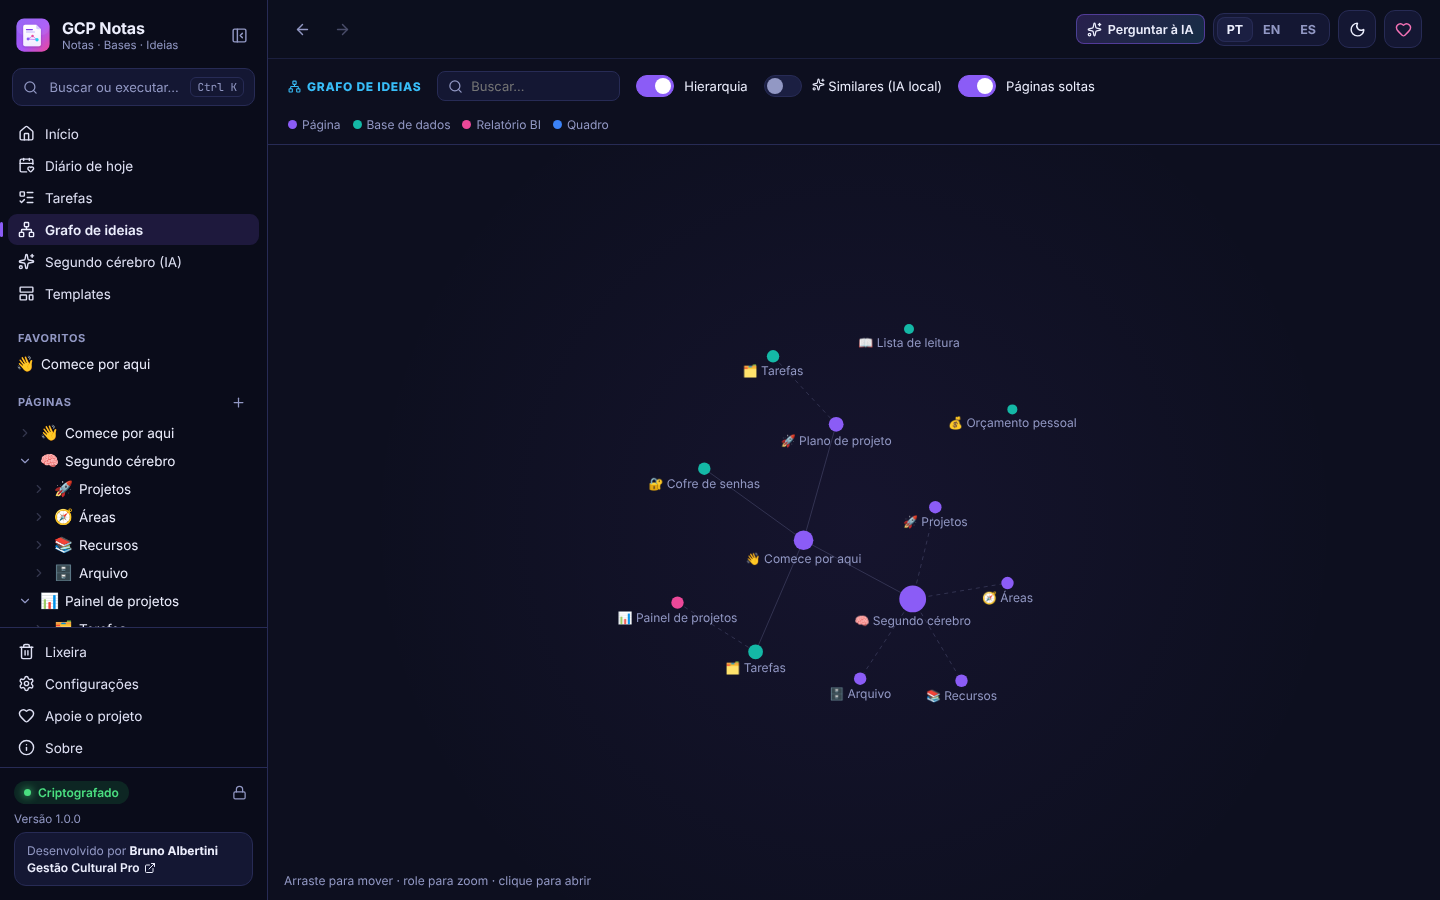 GCP Notas
Notas · Bases · Ideias
Buscar ou executar... Ctrl K
Início
Diário de hoje
Tarefas
Grafo de ideias
Segundo cérebro (IA)
Templates
FAVORITOS
Comece por aqui
PÁGINAS
Comece por aqui
Segundo cérebro
Projetos
Áreas
Recursos
Arquivo
Painel de projetos
Tarefas
Lixeira
Configurações
Apoie o projeto
Sobre
Criptografado
Versão 1.0.0
Desenvolvido por Bruno Albertini
Gestão Cultural Pro
Perguntar à IA PT EN ES
GRAFO DE IDEIAS Buscar... Hierarquia Similares (IA local) Páginas soltas
Página Base de dados Relatório BI Quadro
Lista de leitura
Tarefas
Orçamento pessoal
Plano de projeto
Cofre de senhas
Projetos
Comece por aqui
Áreas
Painel de projetos
Segundo cérebro
Tarefas
Arquivo
Recursos
Arraste para mover · role para zoom · clique para abrir